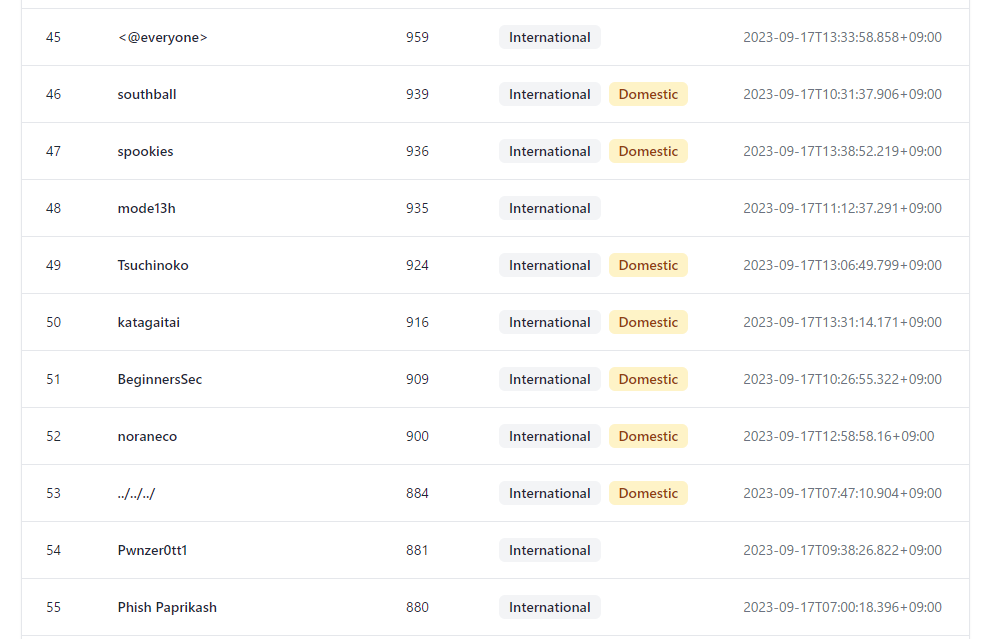 45 <@everyone> 959 International 2023-09-17T13:33:58.858+09:00
46 southball 939 International Domestic 2023-09-17T10:31:37.906+09:00
47 spookies 936 International Domestic 2023-09-17T13:38:52.219+09:00
48 mode13h 935 International 2023-09-17T11:12:37.291+09:00
49 Tsuchinoko 924 International Domestic 2023-09-17T13:06:49.799+09:00
50 katagaitai 916 International Domestic 2023-09-17T13:31:14.171+09:00
51 BeginnersSec 909 International Domestic 2023-09-17T10:26:55.322+09:00
52 noraneco 900 International Domestic 2023-09-17T12:58:58.16+09:00
53 ../../../ 884 International Domestic 2023-09-17T07:47:10.904+09:00
54 Pwnzer0tt1 881 International 2023-09-17T09:38:26.822+09:00
55 Phish Paprikash 880 International 2023-09-17T07:00:18.396+09:00